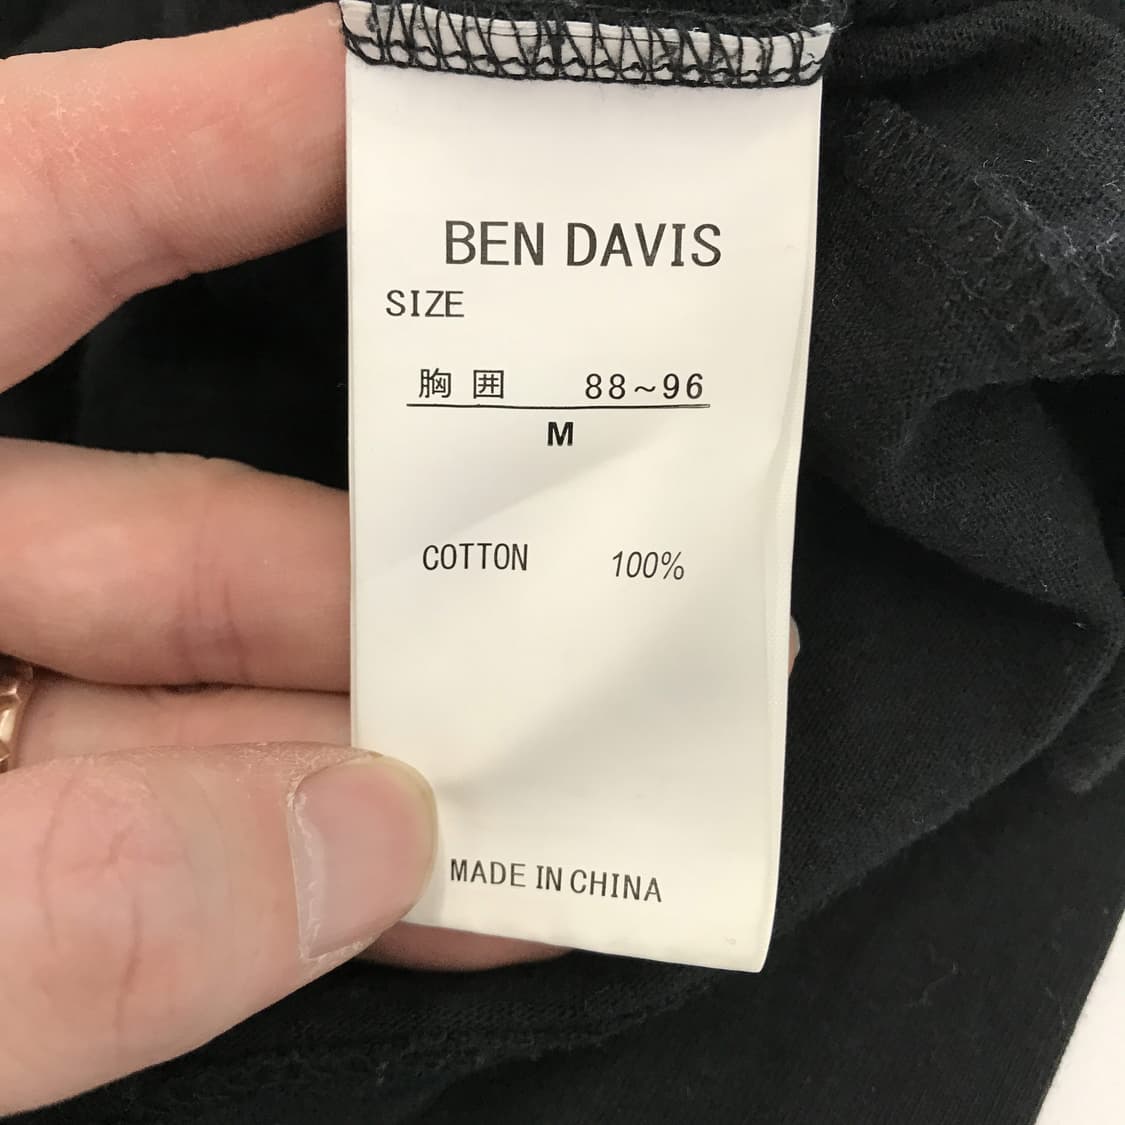 BEN DAVIS
SIZE
胸 囲 88~96
M
COTTON 100%
MADE IN CHINA